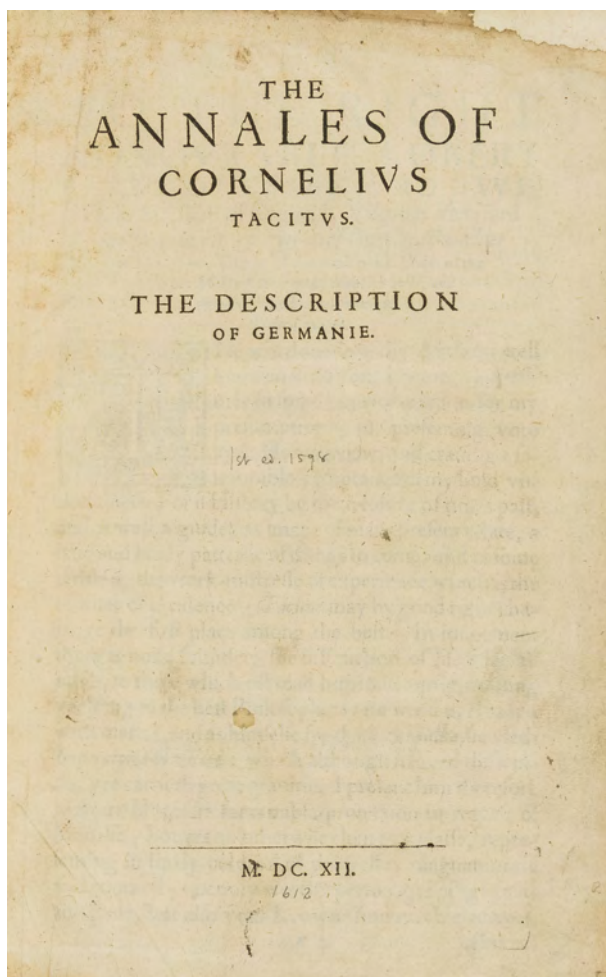 THE
ANNALES OF
CORNELIVS
TACITVS.
THE DESCRIPTION
OF GERMANIE.
1st ed. 1598
M. DC. XII.
1612.